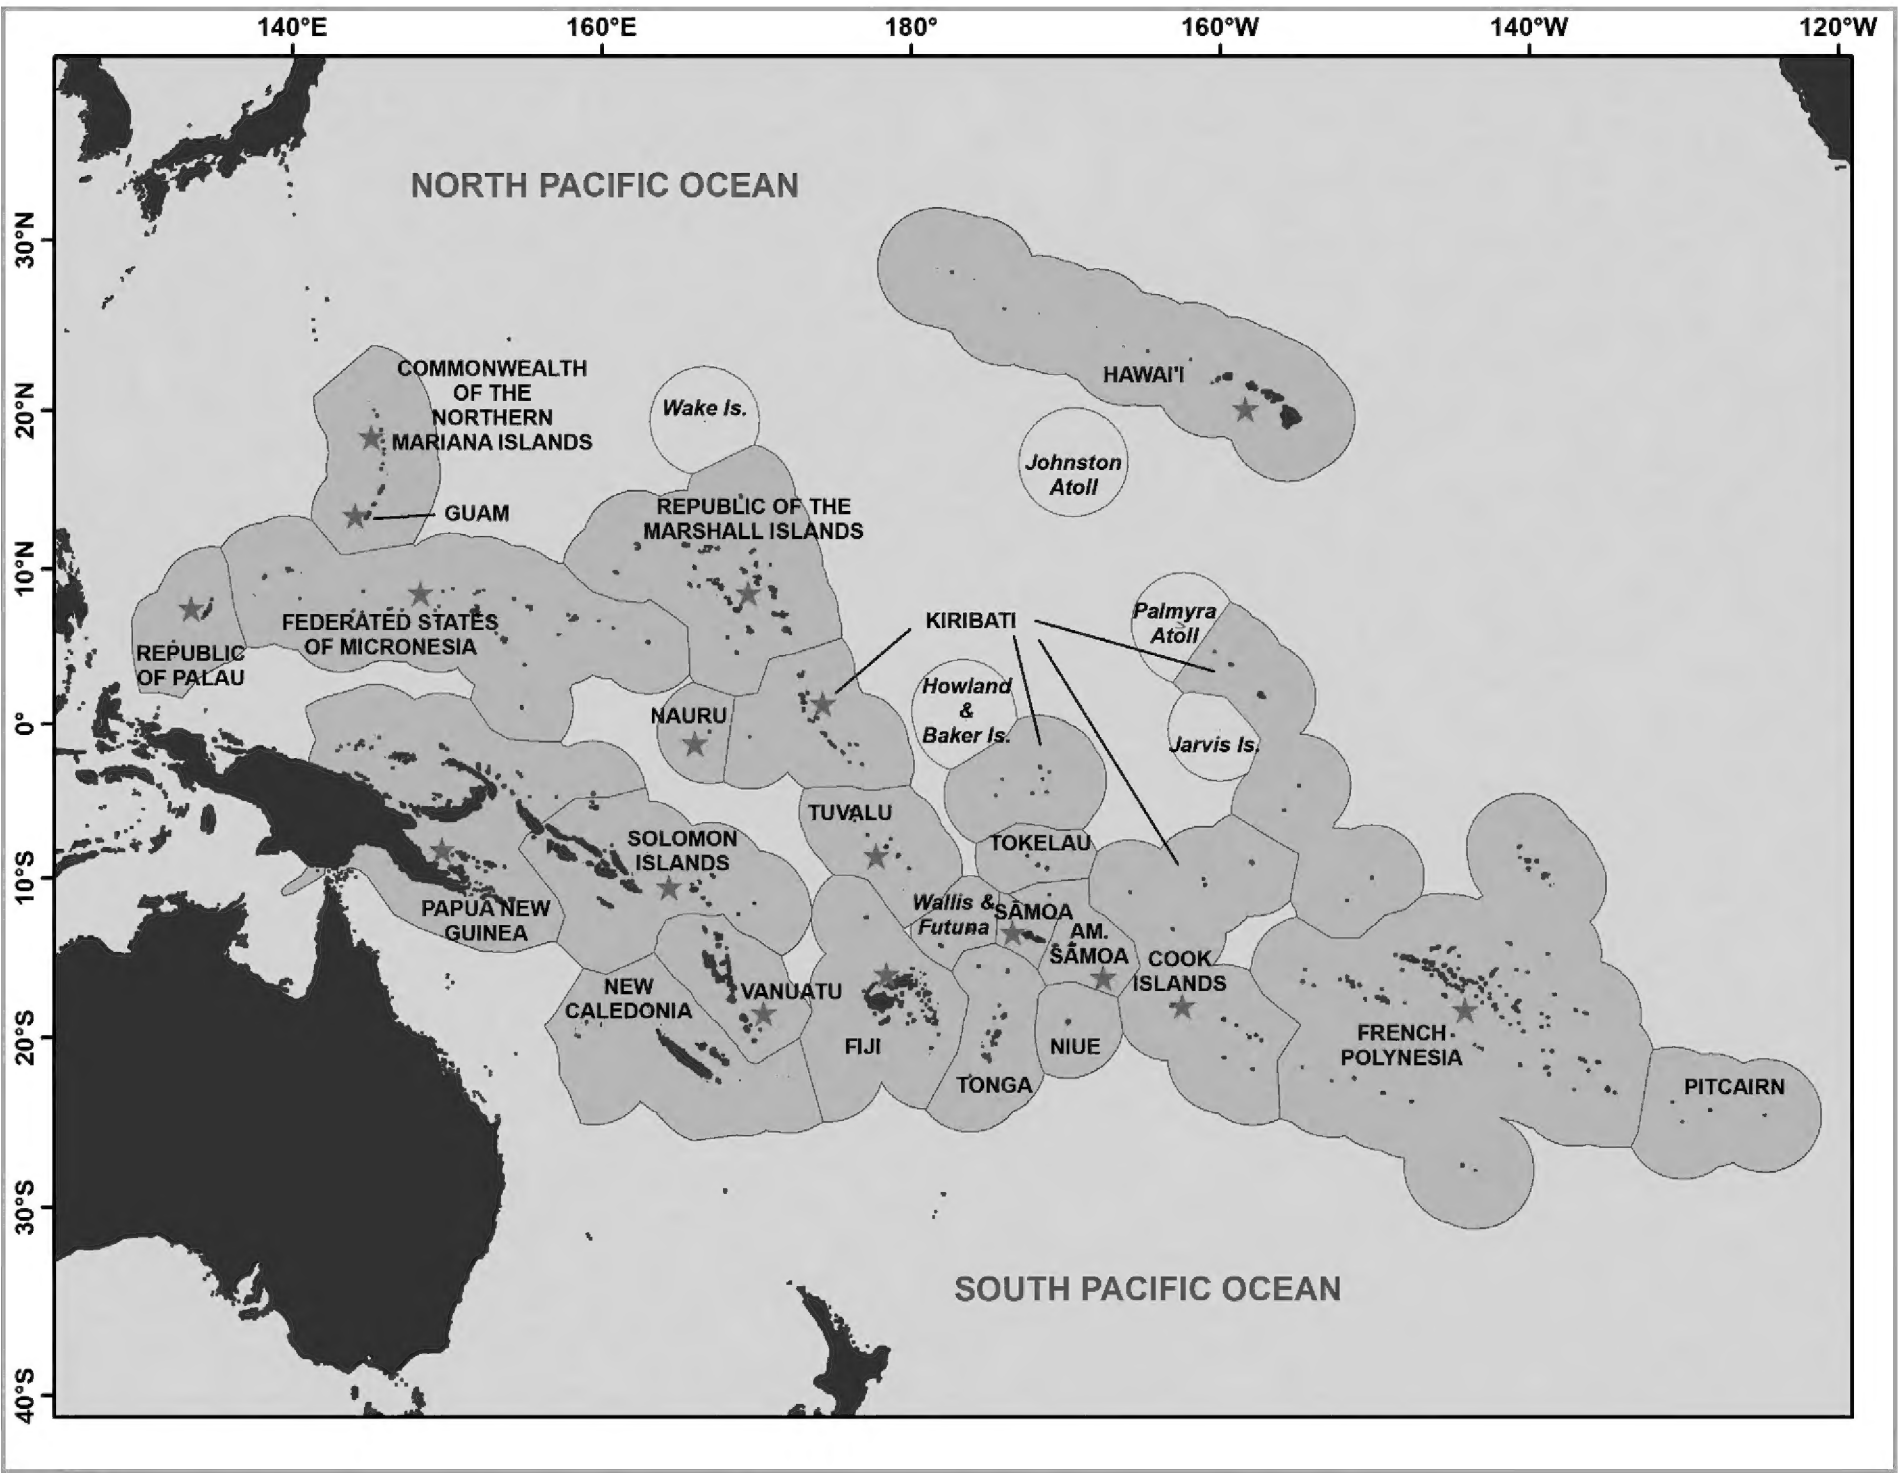 140°E 160°E 180° 160°W 140°W 120°W
NORTH PACIFIC OCEAN
30°N
20°N
10°N
0°
10°S
20°S
30°S
40°S
HAWAI'I
COMMONWEALTH
OF THE
NORTHERN
MARIANA ISLANDS
Wake Is.
Johnston
Atoll
GUAM
REPUBLIC OF THE
MARSHALL ISLANDS
FEDERATED STATES
OF MICRONESIA
REPUBLIC
OF PALAU
KIRIBATI
Palmyra
Atoll
Howland
&
Baker Is.
NAURU
Jarvis Is.
TUVALU
SOLOMON
ISLANDS
TOKELAU
PAPUA NEW
GUINEA
Wallis &
Futuna
SĀMOA
AM.
SĀMOA
COOK
ISLANDS
NEW
CALEDONIA
VANUATU
FIJI
NIUE
TONGA
FRENCH
POLYNESIA
PITCAIRN
SOUTH PACIFIC OCEAN